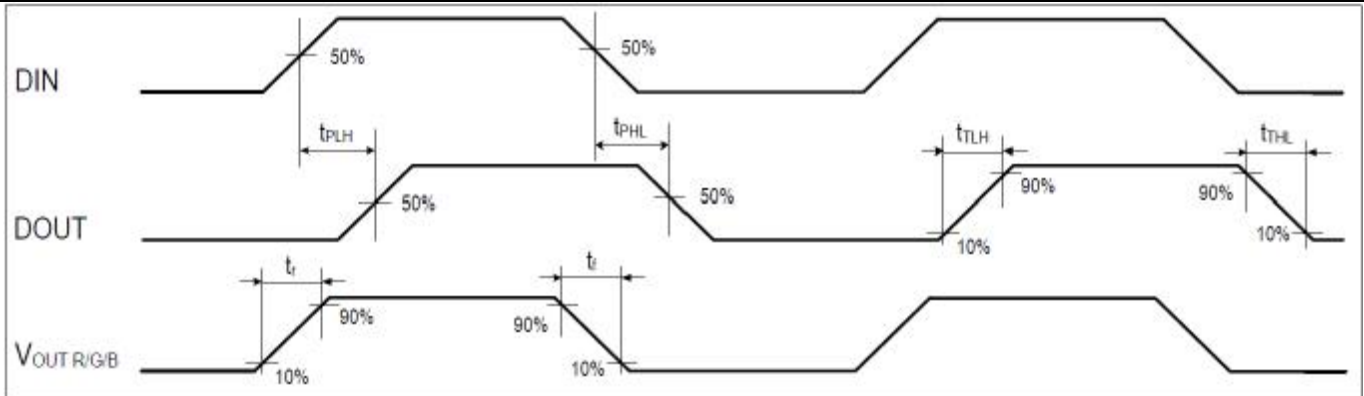 50%
50%
DIN
tPLH
tPHL
tTLH
tTHL
90%
90%
50%
50%
DOUT
10%
10%
tr
tf
90%
90%
VOUT R/G/B
10%
10%